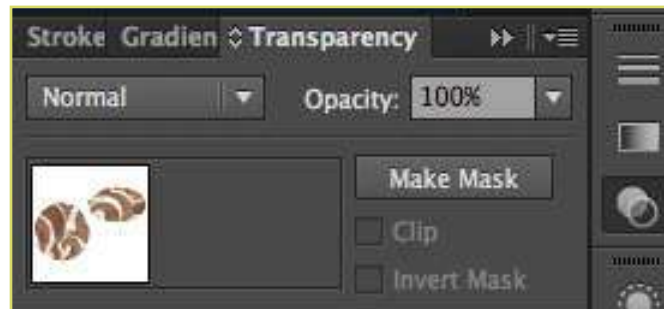 Stroke Gradien Transparency
Normal Opacity: 100%
Make Mask
Clip
Invert Mask